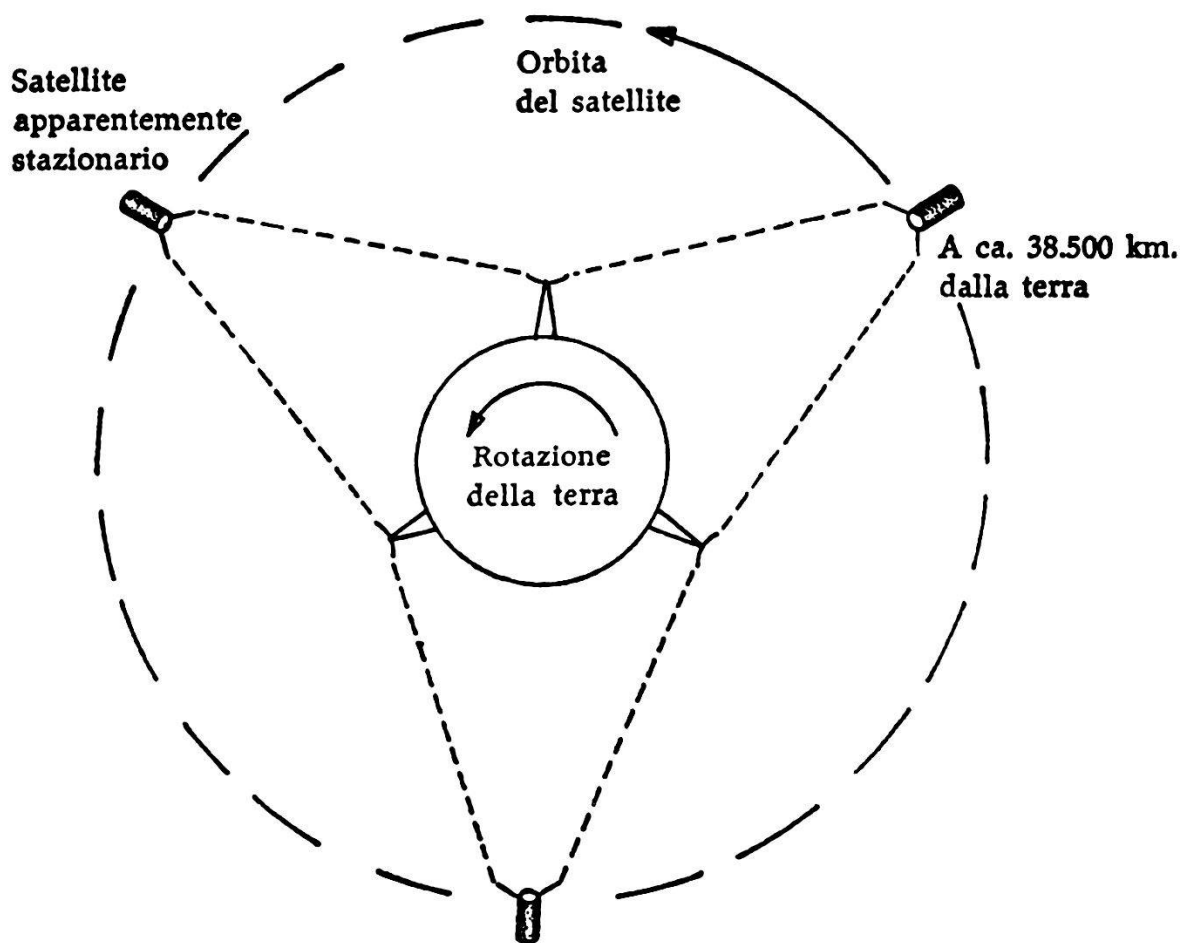 Satellite
apparentemente
stazionario
Orbita
del satellite
A ca. 38.500 km.
dalla terra
Rotazione
della terra